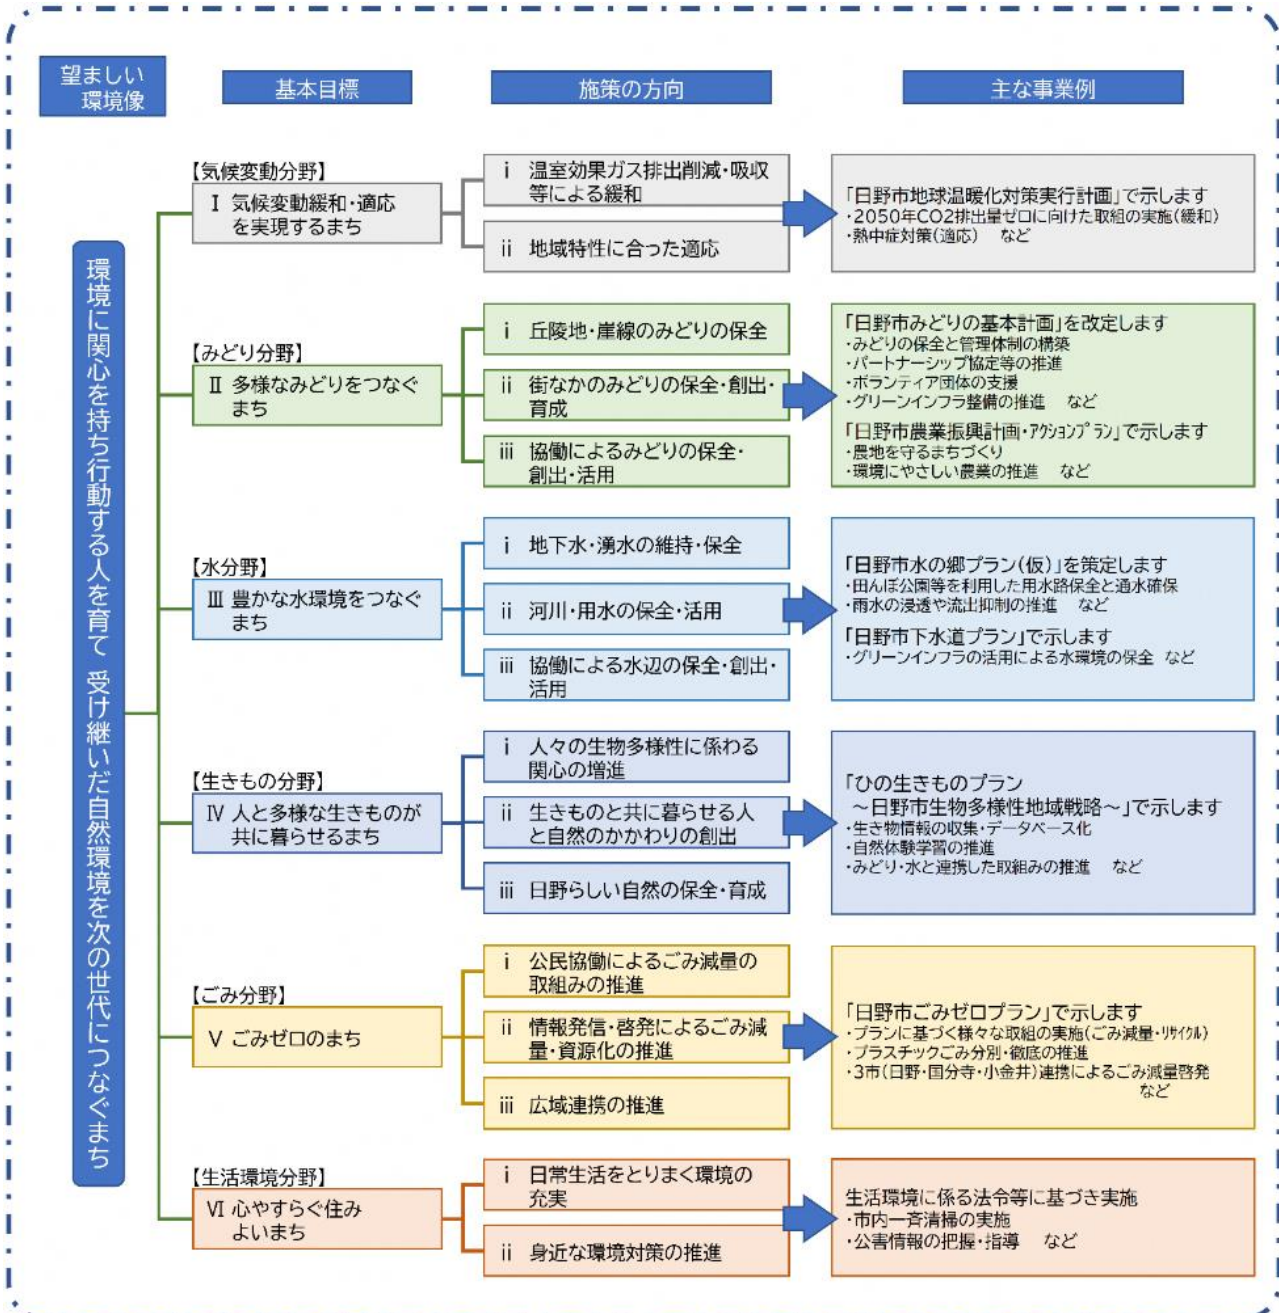 望ましい
環境像
基本目標
施策の方向
主な事業例
環境に関心を持ち行動する人を育て 受け継いだ自然環境を次の世代につなぐまち
【気候変動分野】
Ⅰ 気候変動緩和・適応
を実現するまち
ⅰ 温室効果ガス排出削減・吸収
等による緩和
ⅱ 地域特性に合った適応
「日野市地球温暖化対策実行計画」で示します
・2050年CO2排出量ゼロに向けた取組の実施(緩和)
・熱中症対策(適応) など
【みどり分野】
Ⅱ 多様なみどりをつなぐ
まち
ⅰ 丘陵地・崖線のみどりの保全
ⅱ 街なかのみどりの保全・創出・
育成
ⅲ 協働によるみどりの保全・
創出・活用
「日野市みどりの基本計画」を改定します
・みどりの保全と管理体制の構築
・パートナーシップ協定等の推進
・ボランティア団体の支援
・グリーンインフラ整備の推進 など
「日野市農業振興計画・アクションプラン」で示します
・農地を守るまちづくり
・環境にやさしい農業の推進 など
【水分野】
Ⅲ 豊かな水環境をつなぐ
まち
ⅰ 地下水・湧水の維持・保全
ⅱ 河川・用水の保全・活用
ⅲ 協働による水辺の保全・創出・
活用
「日野市水の郷プラン(仮)」を策定します
・田んぼ公園等を利用した用水路保全と通水確保
・雨水の浸透や流出抑制の推進 など
「日野市下水道プラン」で示します
・グリーンインフラの活用による水環境の保全 など
【生きもの分野】
Ⅳ 人と多様な生きものが
共に暮らせるまち
ⅰ 人々の生物多様性に係わる
関心の増進
ⅱ 生きものと共に暮らせる人
と自然のかかわりの創出
ⅲ 日野らしい自然の保全・育成
「ひの生きものプラン
～日野市生物多様性地域戦略～」で示します
・生き物情報の収集・データベース化
・自然体験学習の推進
・みどり・水と連携した取組みの推進 など
【ごみ分野】
Ⅴ ごみゼロのまち
ⅰ 公民協働によるごみ減量の
取組みの推進
ⅱ 情報発信・啓発によるごみ減
量・資源化の推進
ⅲ 広域連携の推進
「日野市ごみゼロプラン」で示します
・プランに基づく様々な取組の実施(ごみ減量・リサイクル)
・プラスチックごみ分別・徹底の推進
・3市(日野・国分寺・小金井)連携によるごみ減量啓発
など
【生活環境分野】
Ⅵ 心やすらぐ住み
よいまち
ⅰ 日常生活をとりまく環境の
充実
ⅱ 身近な環境対策の推進
生活環境に係る法令等に基づき実施
・市内一斉清掃の実施
・公害情報の把握・指導 など